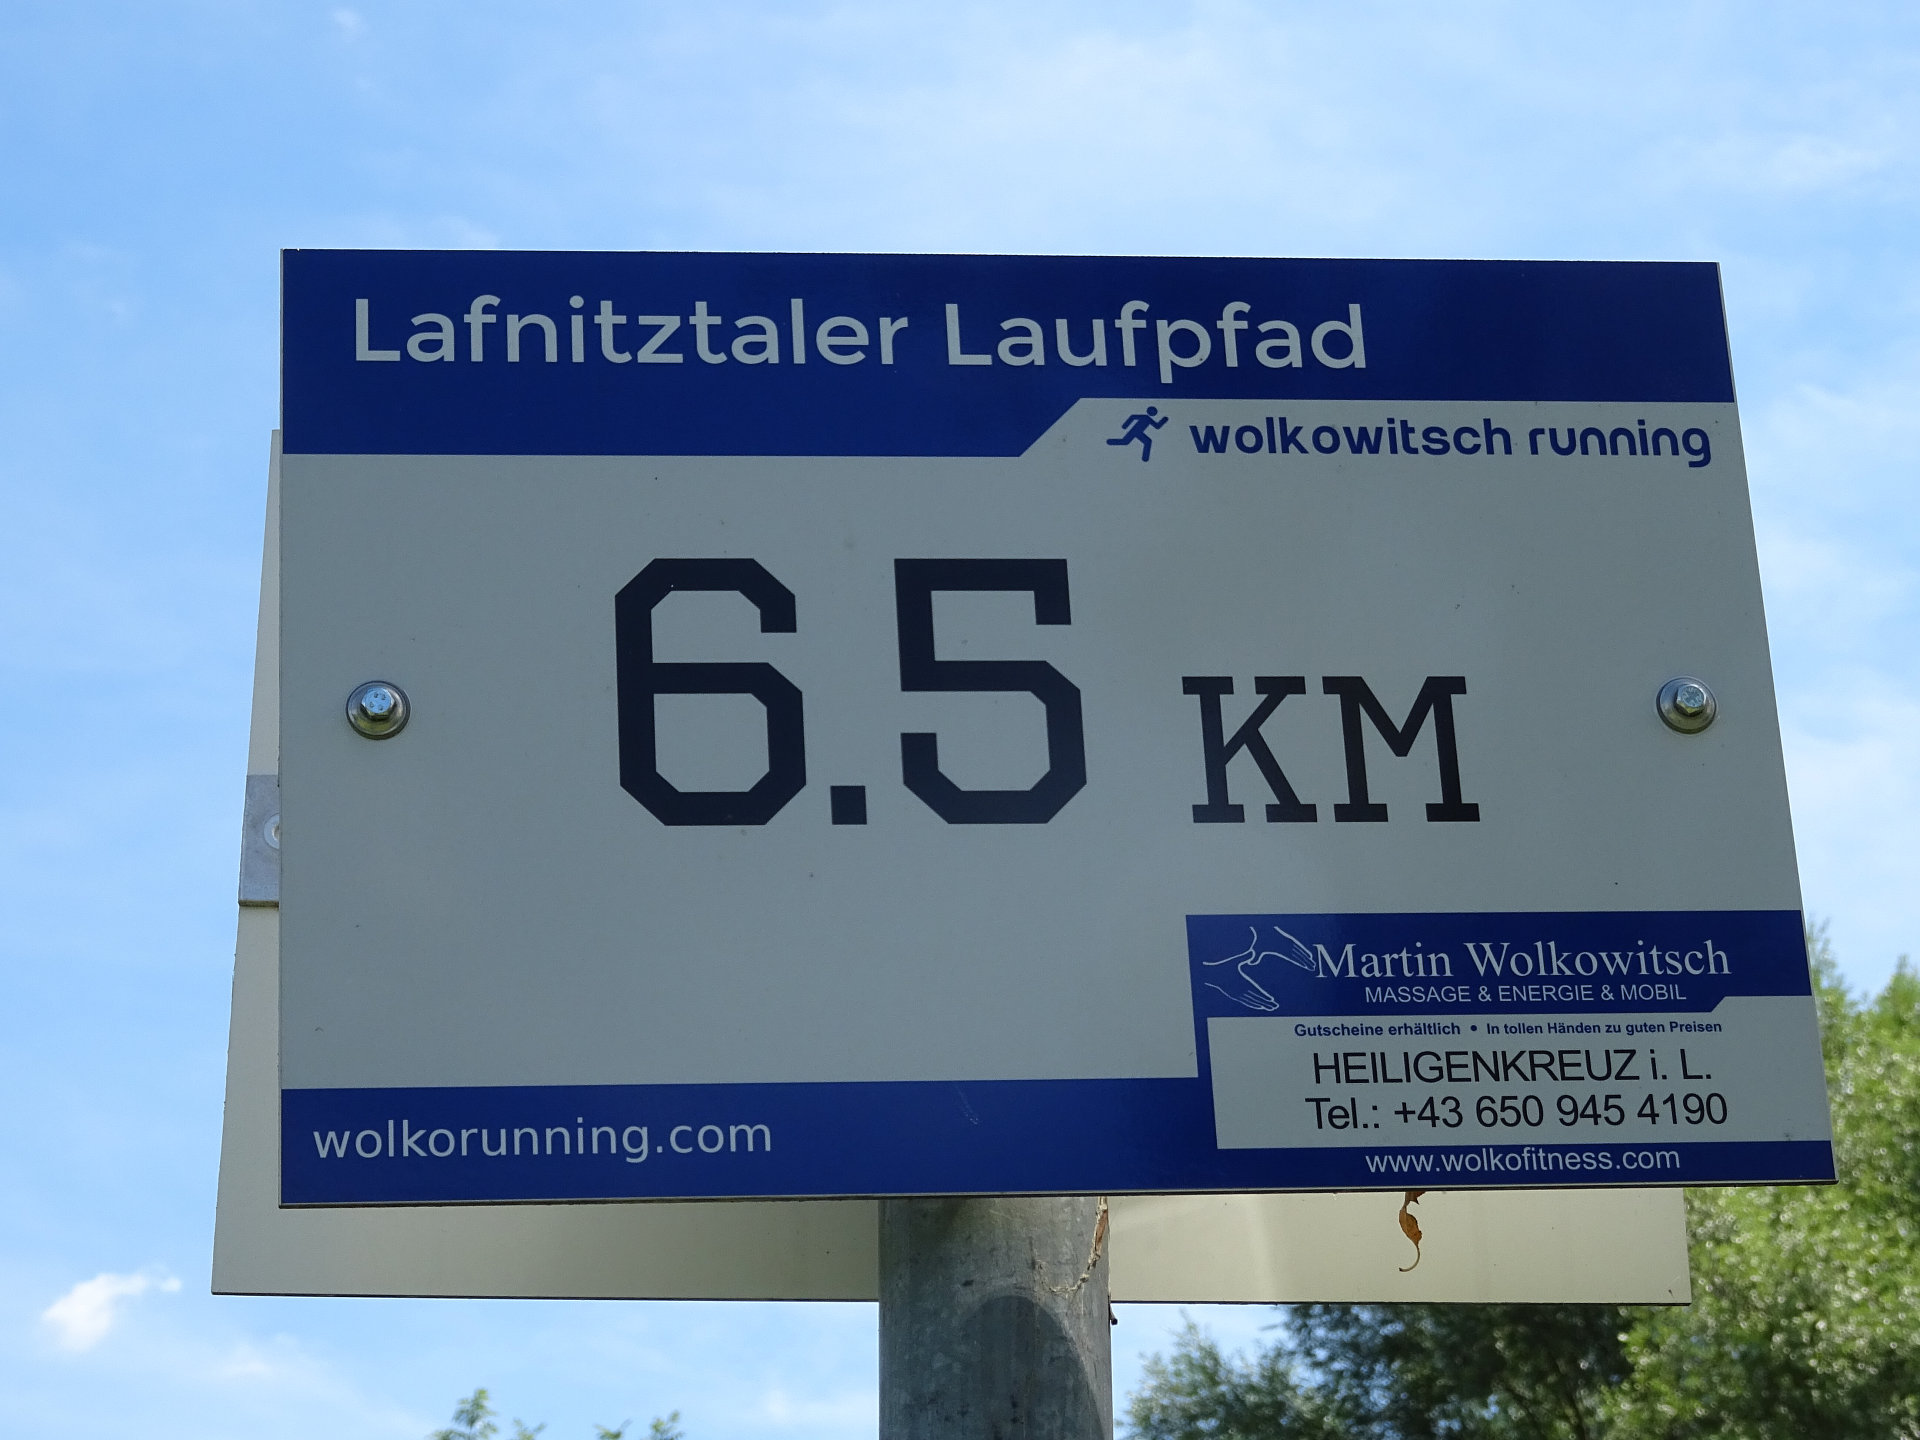 Lafnitztaler Laufpfad
wolkowitsch running
6.5 KM
Martin Wolkowitsch
MASSAGE & ENERGIE & MOBIL
Gutscheine erhältlich • In tollen Händen zu guten Preisen
HEILIGENKREUZ i. L.
Tel.: +43 650 945 4190
www.wolkofitness.com
wolkorunning.com